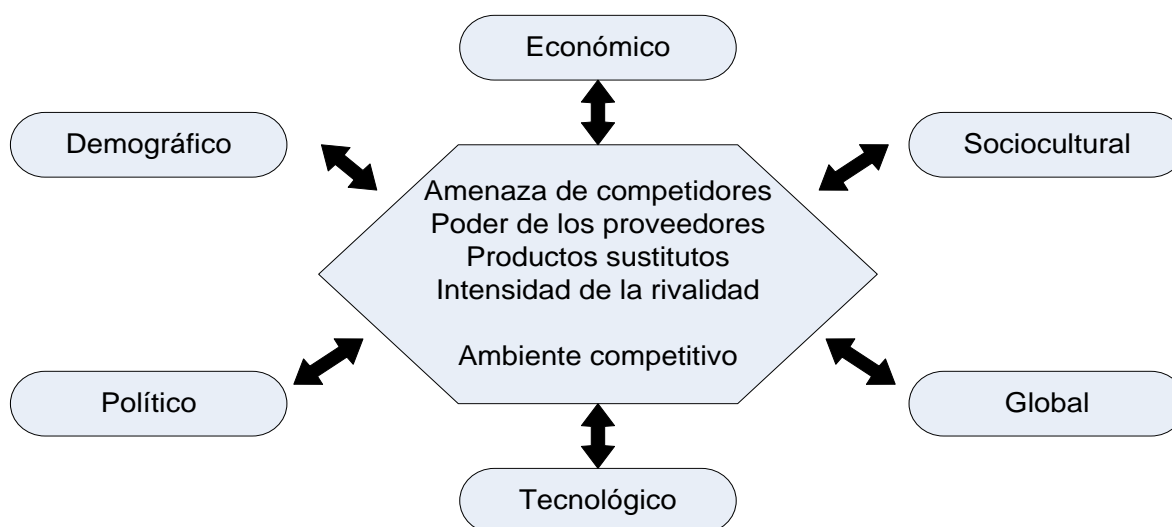 Económico
Demográfico
Sociocultural
Amenaza de competidores
Poder de los proveedores
Productos sustitutos
Intensidad de la rivalidad
Ambiente competitivo
Político
Global
Tecnológico